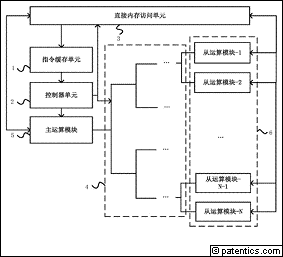 直接内存访问单元
3
指令缓存单元
1
控制器单元
2
主运算模块
5
从运算模块-1
从运算模块-2
...
...
...
...
...
...
从运算模块-
N-1
从运算模块-N
4
6
© patentics.com